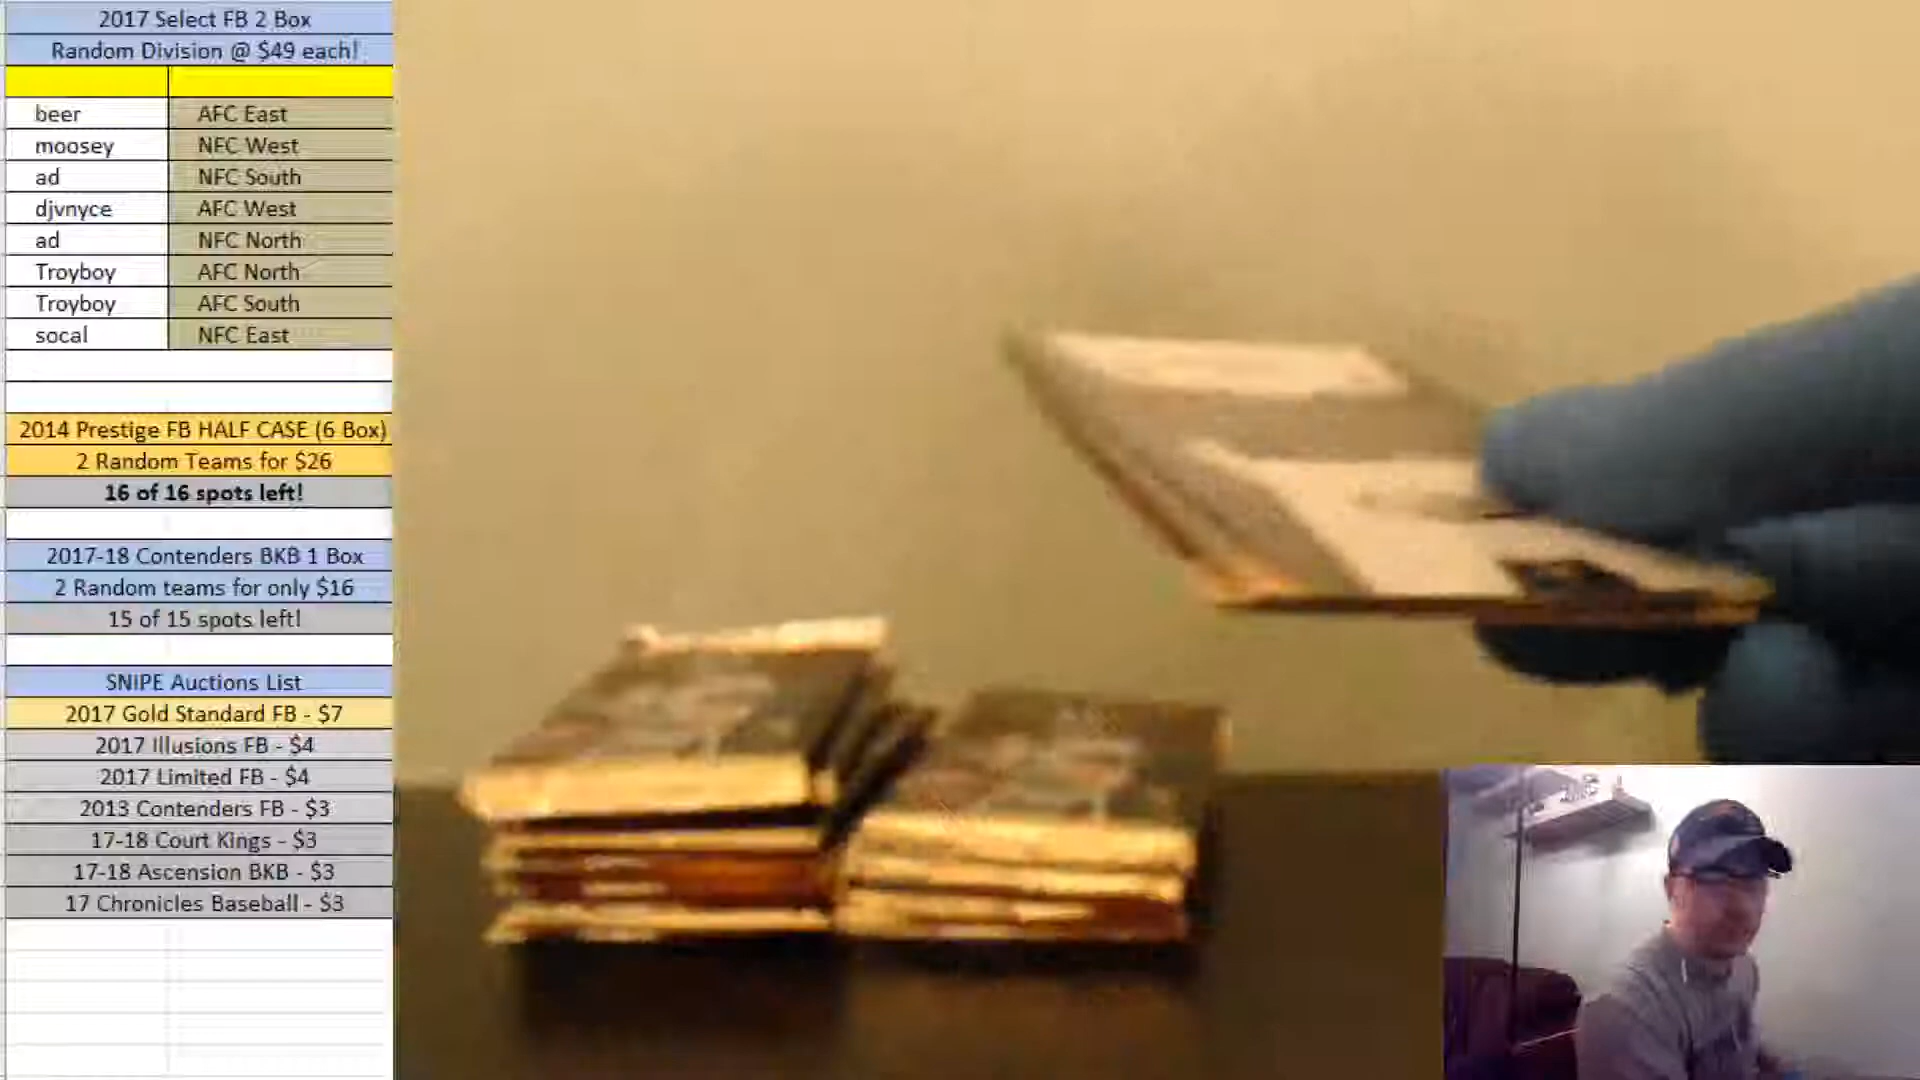 2017 Select FB 2 Box
Random Division @ $49 each!
beer AFC East
moosey NFC West
ad NFC South
djvnyce AFC West
ad NFC North
Troyboy AFC North
Troyboy AFC South
socal NFC East
2014 Prestige FB HALF CASE (6 Box)
2 Random Teams for $26
16 of 16 spots left!
2017-18 Contenders BKB 1 Box
2 Random teams for only $16
15 of 15 spots left!
SNIPE Auctions List
2017 Gold Standard FB - $7
2017 Illusions FB - $4
2017 Limited FB - $4
2013 Contenders FB - $3
17-18 Court Kings - $3
17-18 Ascension BKB - $3
17 Chronicles Baseball - $3